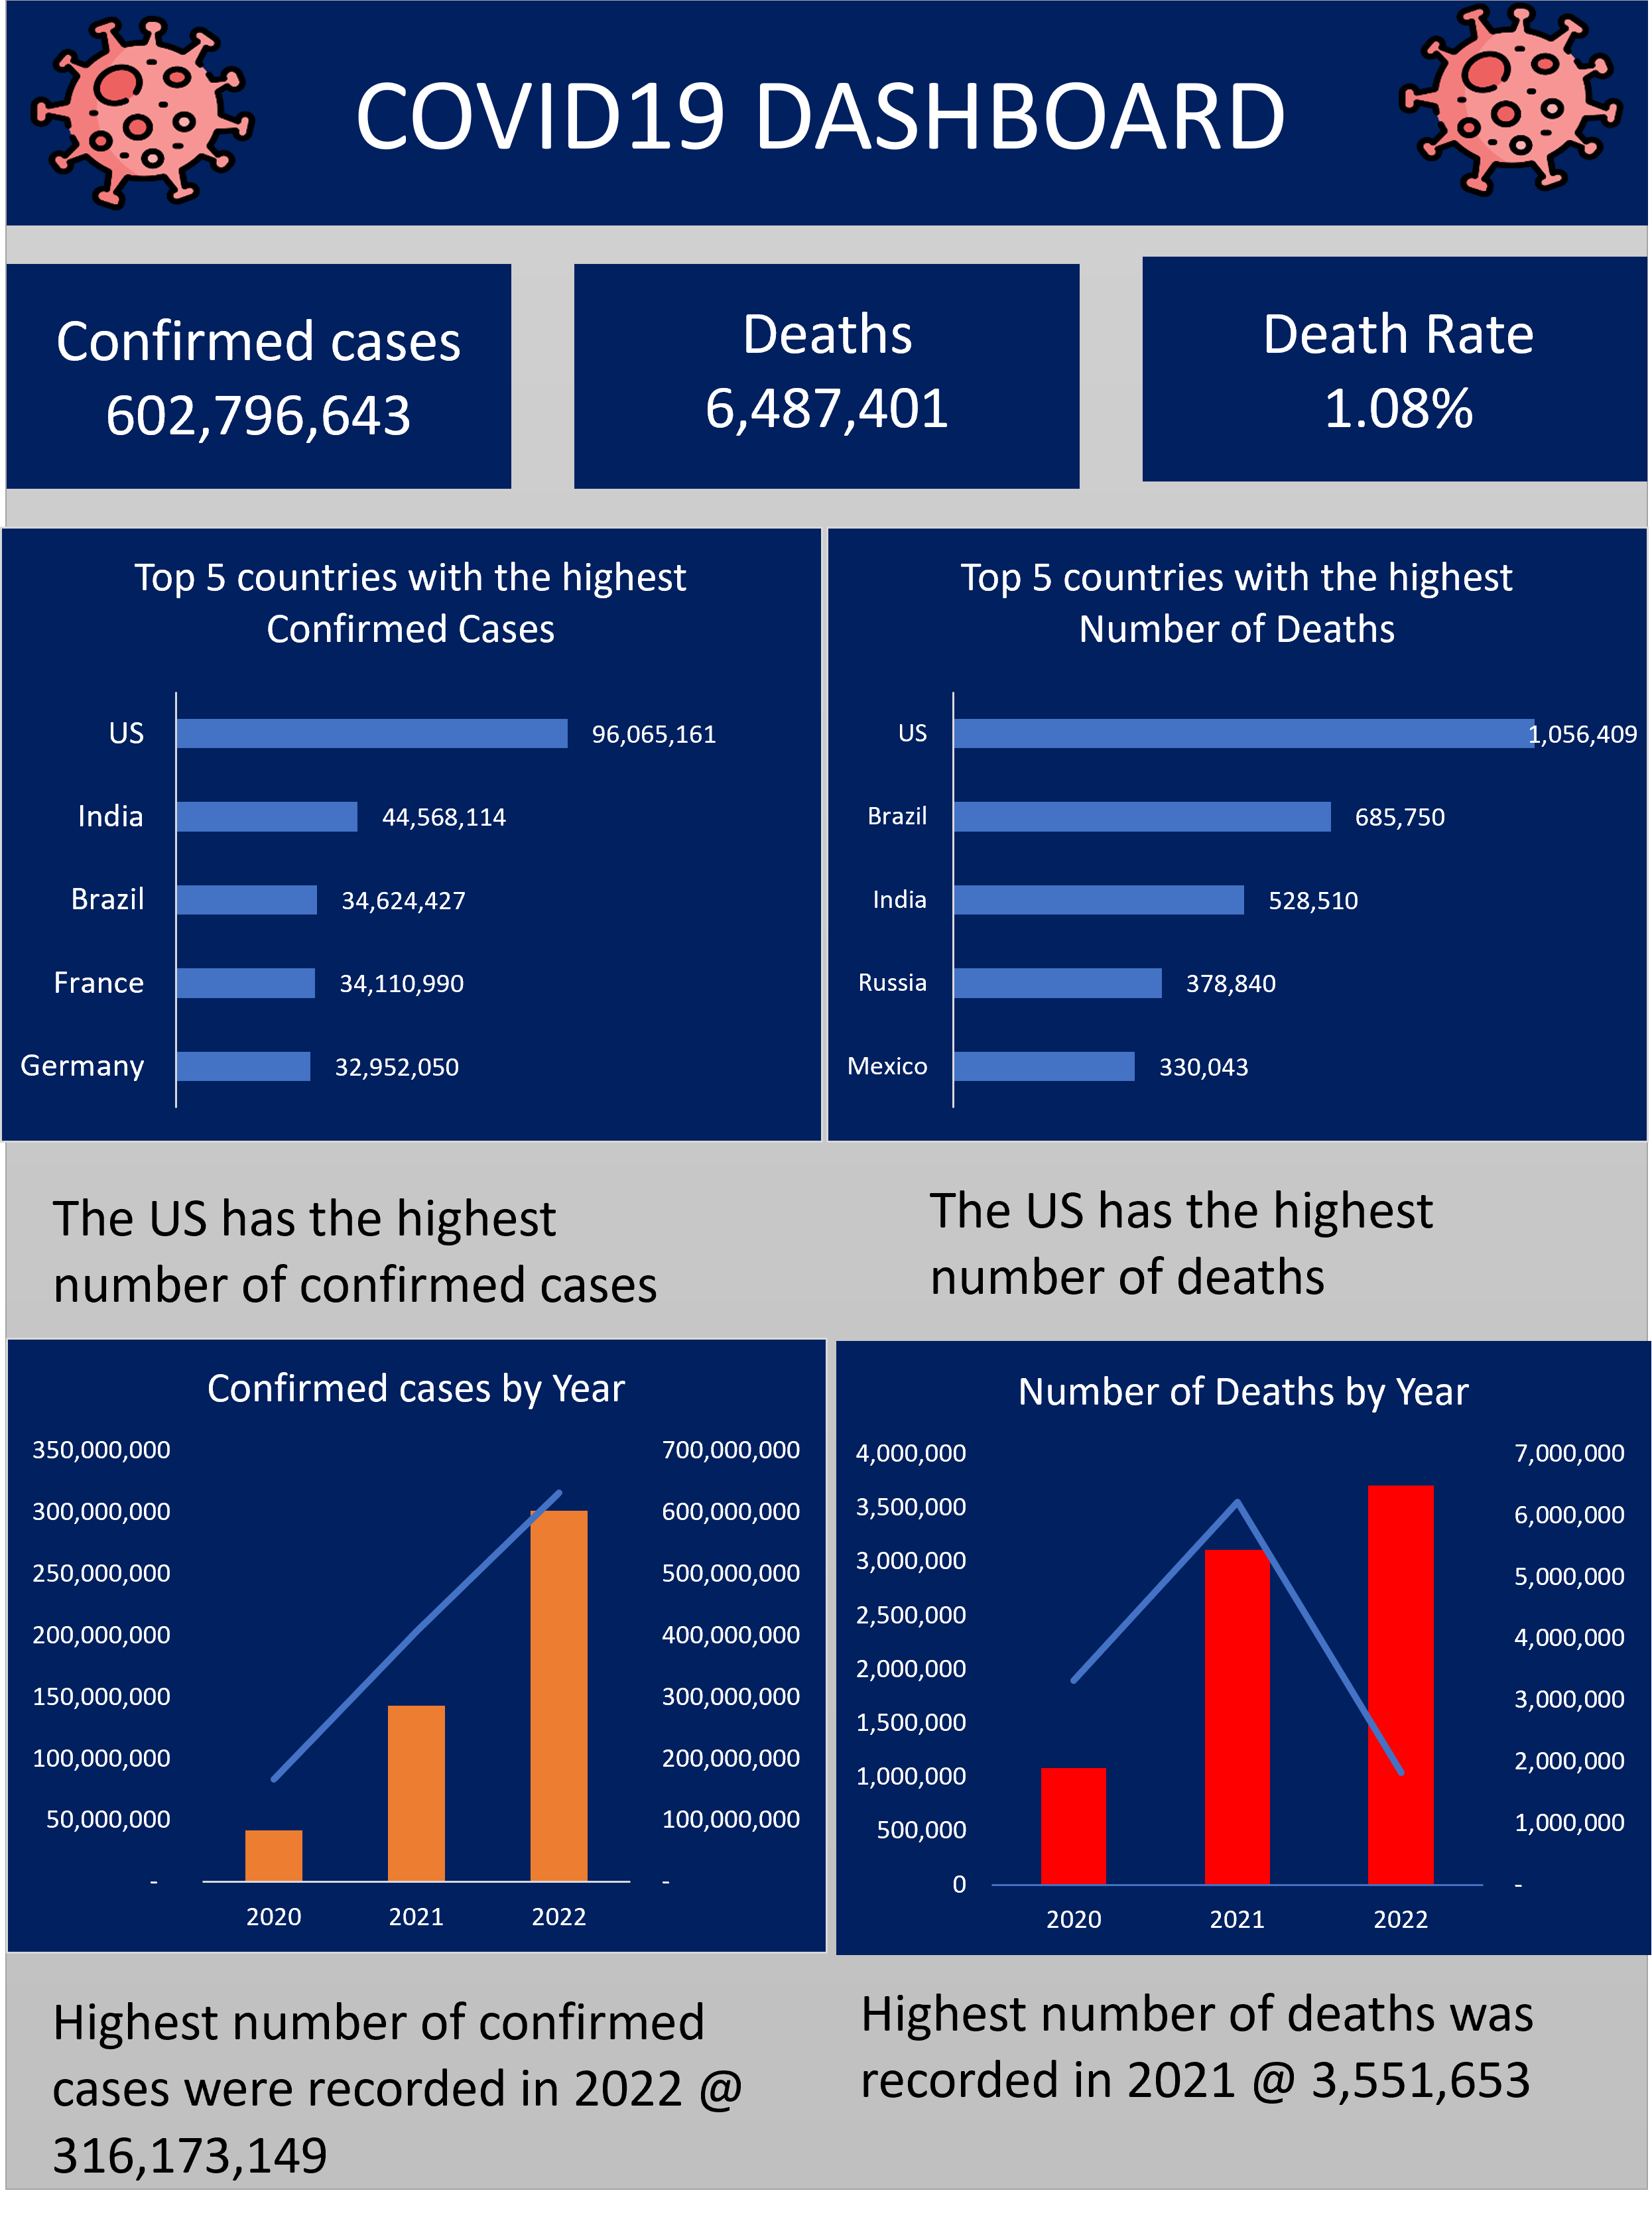 COVID19 DASHBOARD
Confirmed cases
602,796,643
Deaths
6,487,401
Death Rate
1.08%
Top 5 countries with the highest
Confirmed Cases
US 96,065,161
India 44,568,114
Brazil 34,624,427
France 34,110,990
Germany 32,952,050
Top 5 countries with the highest
Number of Deaths
US 1,056,409
Brazil 685,750
India 528,510
Russia 378,840
Mexico 330,043
The US has the highest
number of confirmed cases
The US has the highest
number of deaths
Confirmed cases by Year
350,000,000 700,000,000
300,000,000 600,000,000
250,000,000 500,000,000
200,000,000 400,000,000
150,000,000 300,000,000
100,000,000 200,000,000
50,000,000 100,000,000
- -
2020 2021 2022
Number of Deaths by Year
4,000,000 7,000,000
3,500,000 6,000,000
3,000,000 5,000,000
2,500,000 4,000,000
2,000,000 3,000,000
1,500,000 2,000,000
1,000,000 1,000,000
500,000
0 -
2020 2021 2022
Highest number of confirmed
cases were recorded in 2022 @
316,173,149
Highest number of deaths was
recorded in 2021 @ 3,551,653